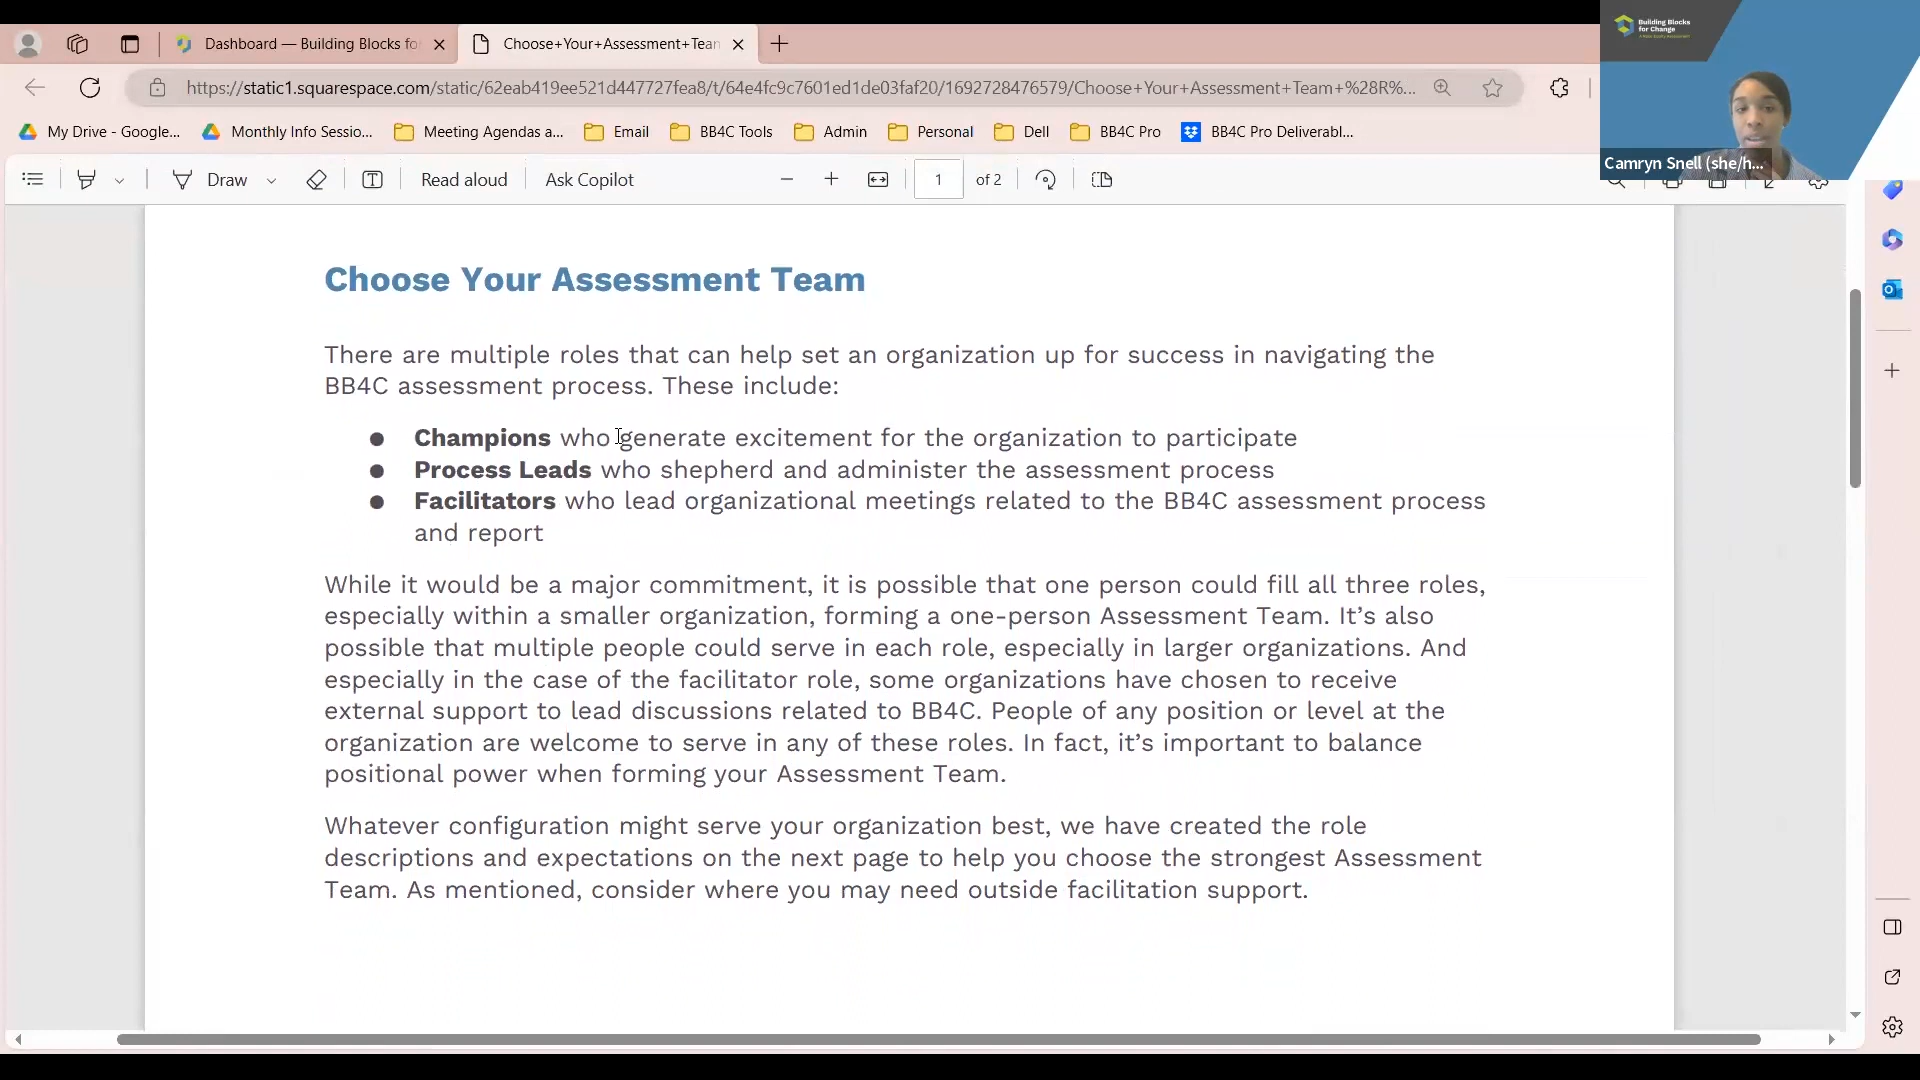 Dashboard — Building Blocks fo
Choose+Your+Assessment+Tean
Building Blocks
for Change
https://static1.squarespace.com/static/62eab419ee521d447727fea8/t/64e4fc9c7601ed1de03faf20/1692728476579/Choose+Your+Assessment+Team+%28R%...
My Drive - Google...
Monthly Info Sessio...
Meeting Agendas a...
Email
BB4C Tools
Admin
Personal
Dell
BB4C Pro
BB4C Pro Deliverabl...
Camryn Snell (she/h...
Draw
Read aloud
Ask Copilot
1
of 2
Choose Your Assessment Team
There are multiple roles that can help set an organization up for success in navigating the
BB4C assessment process. These include:
● Champions who generate excitement for the organization to participate
● Process Leads who shepherd and administer the assessment process
● Facilitators who lead organizational meetings related to the BB4C assessment process
and report
While it would be a major commitment, it is possible that one person could fill all three roles,
especially within a smaller organization, forming a one-person Assessment Team. It’s also
possible that multiple people could serve in each role, especially in larger organizations. And
especially in the case of the facilitator role, some organizations have chosen to receive
external support to lead discussions related to BB4C. People of any position or level at the
organization are welcome to serve in any of these roles. In fact, it’s important to balance
positional power when forming your Assessment Team.
Whatever configuration might serve your organization best, we have created the role
descriptions and expectations on the next page to help you choose the strongest Assessment
Team. As mentioned, consider where you may need outside facilitation support.